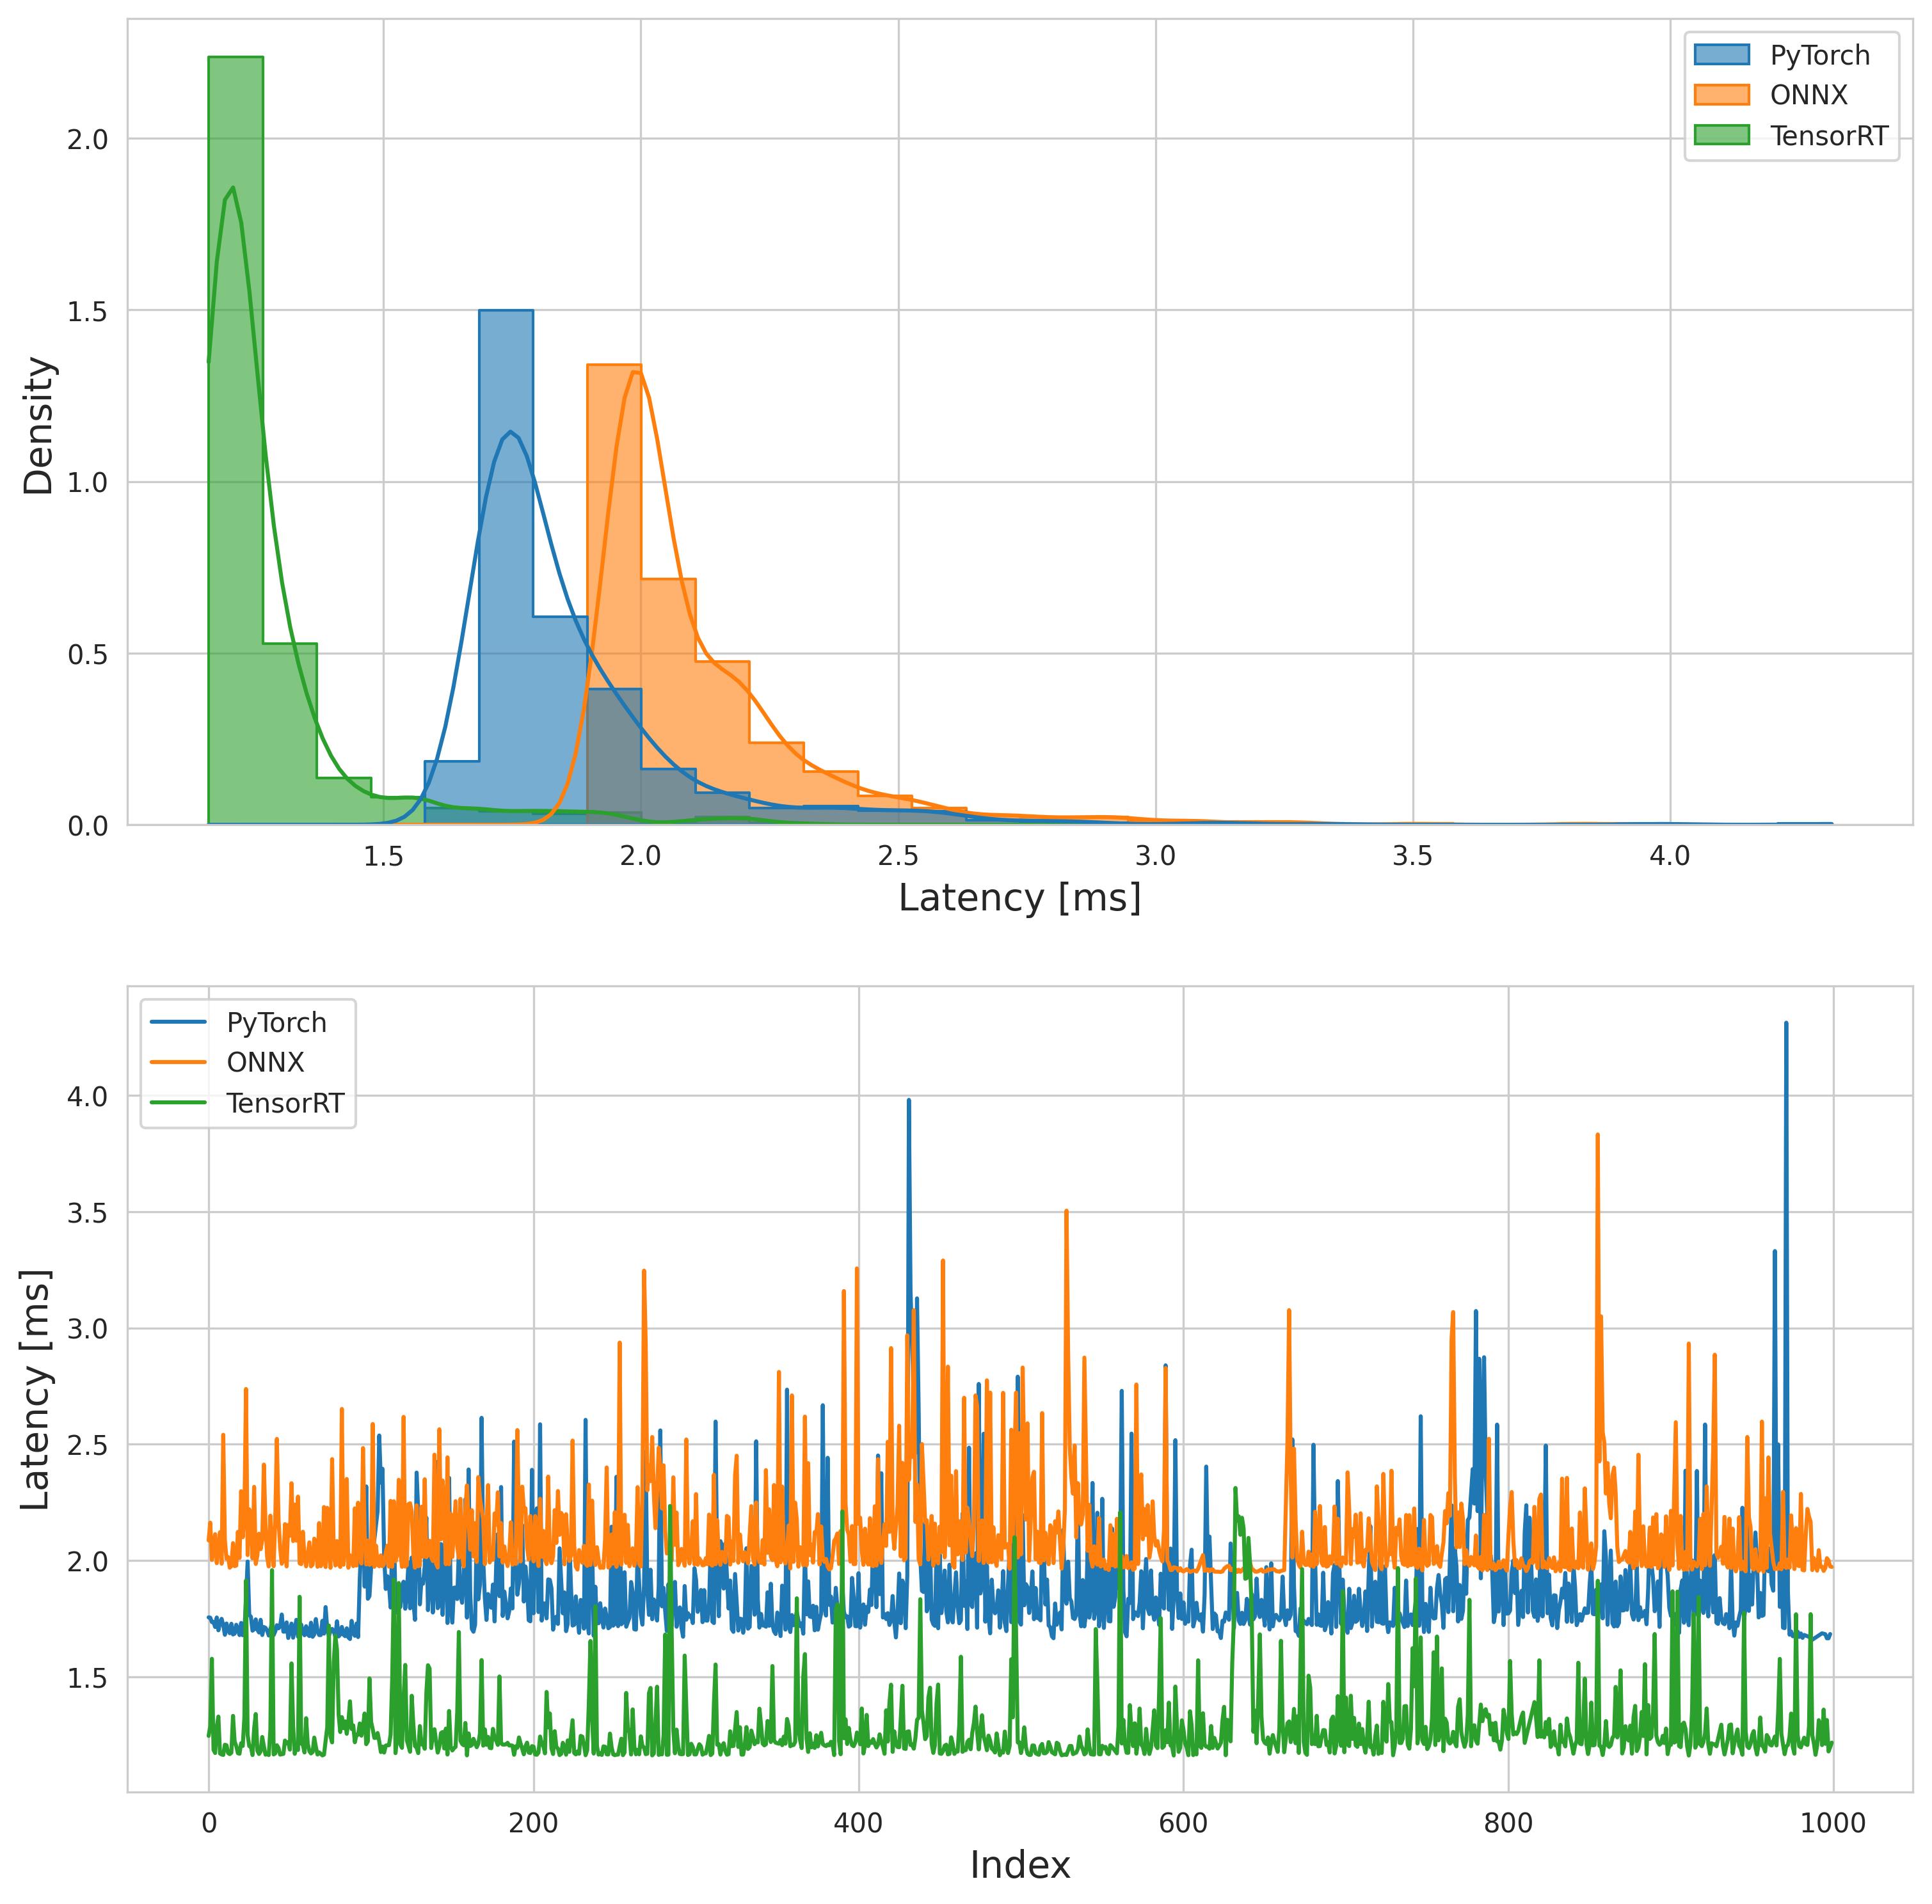 PyTorch
ONNX
TensorRT
Density
2.0
1.5
1.0
0.5
0.0
1.5 2.0 2.5 3.0 3.5 4.0
Latency [ms]
PyTorch
ONNX
TensorRT
Latency [ms]
4.0
3.5
3.0
2.5
2.0
1.5
0 200 400 600 800 1000
Index